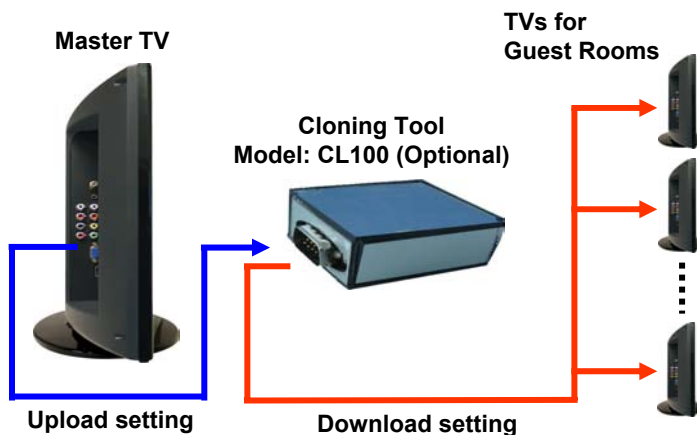 Master TV
TVs for
Guest Rooms
Cloning Tool
Model: CL100 (Optional)
Upload setting
Download setting